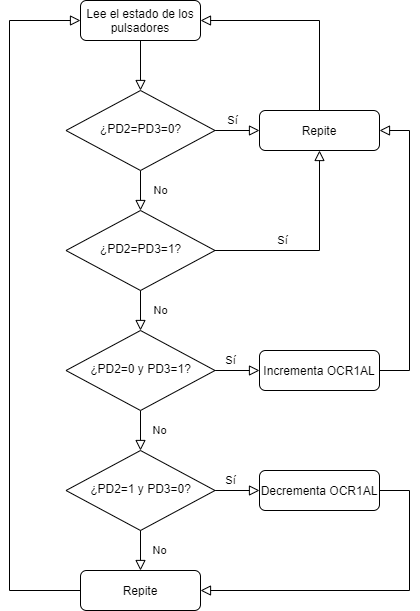 Lee el estado de los
pulsadores
¿PD2=PD3=0?
Sí
Repite
No
¿PD2=PD3=1?
Sí
No
¿PD2=0 y PD3=1?
Sí
Incrementa OCR1AL
No
¿PD2=1 y PD3=0?
Sí
Decrementa OCR1AL
No
Repite